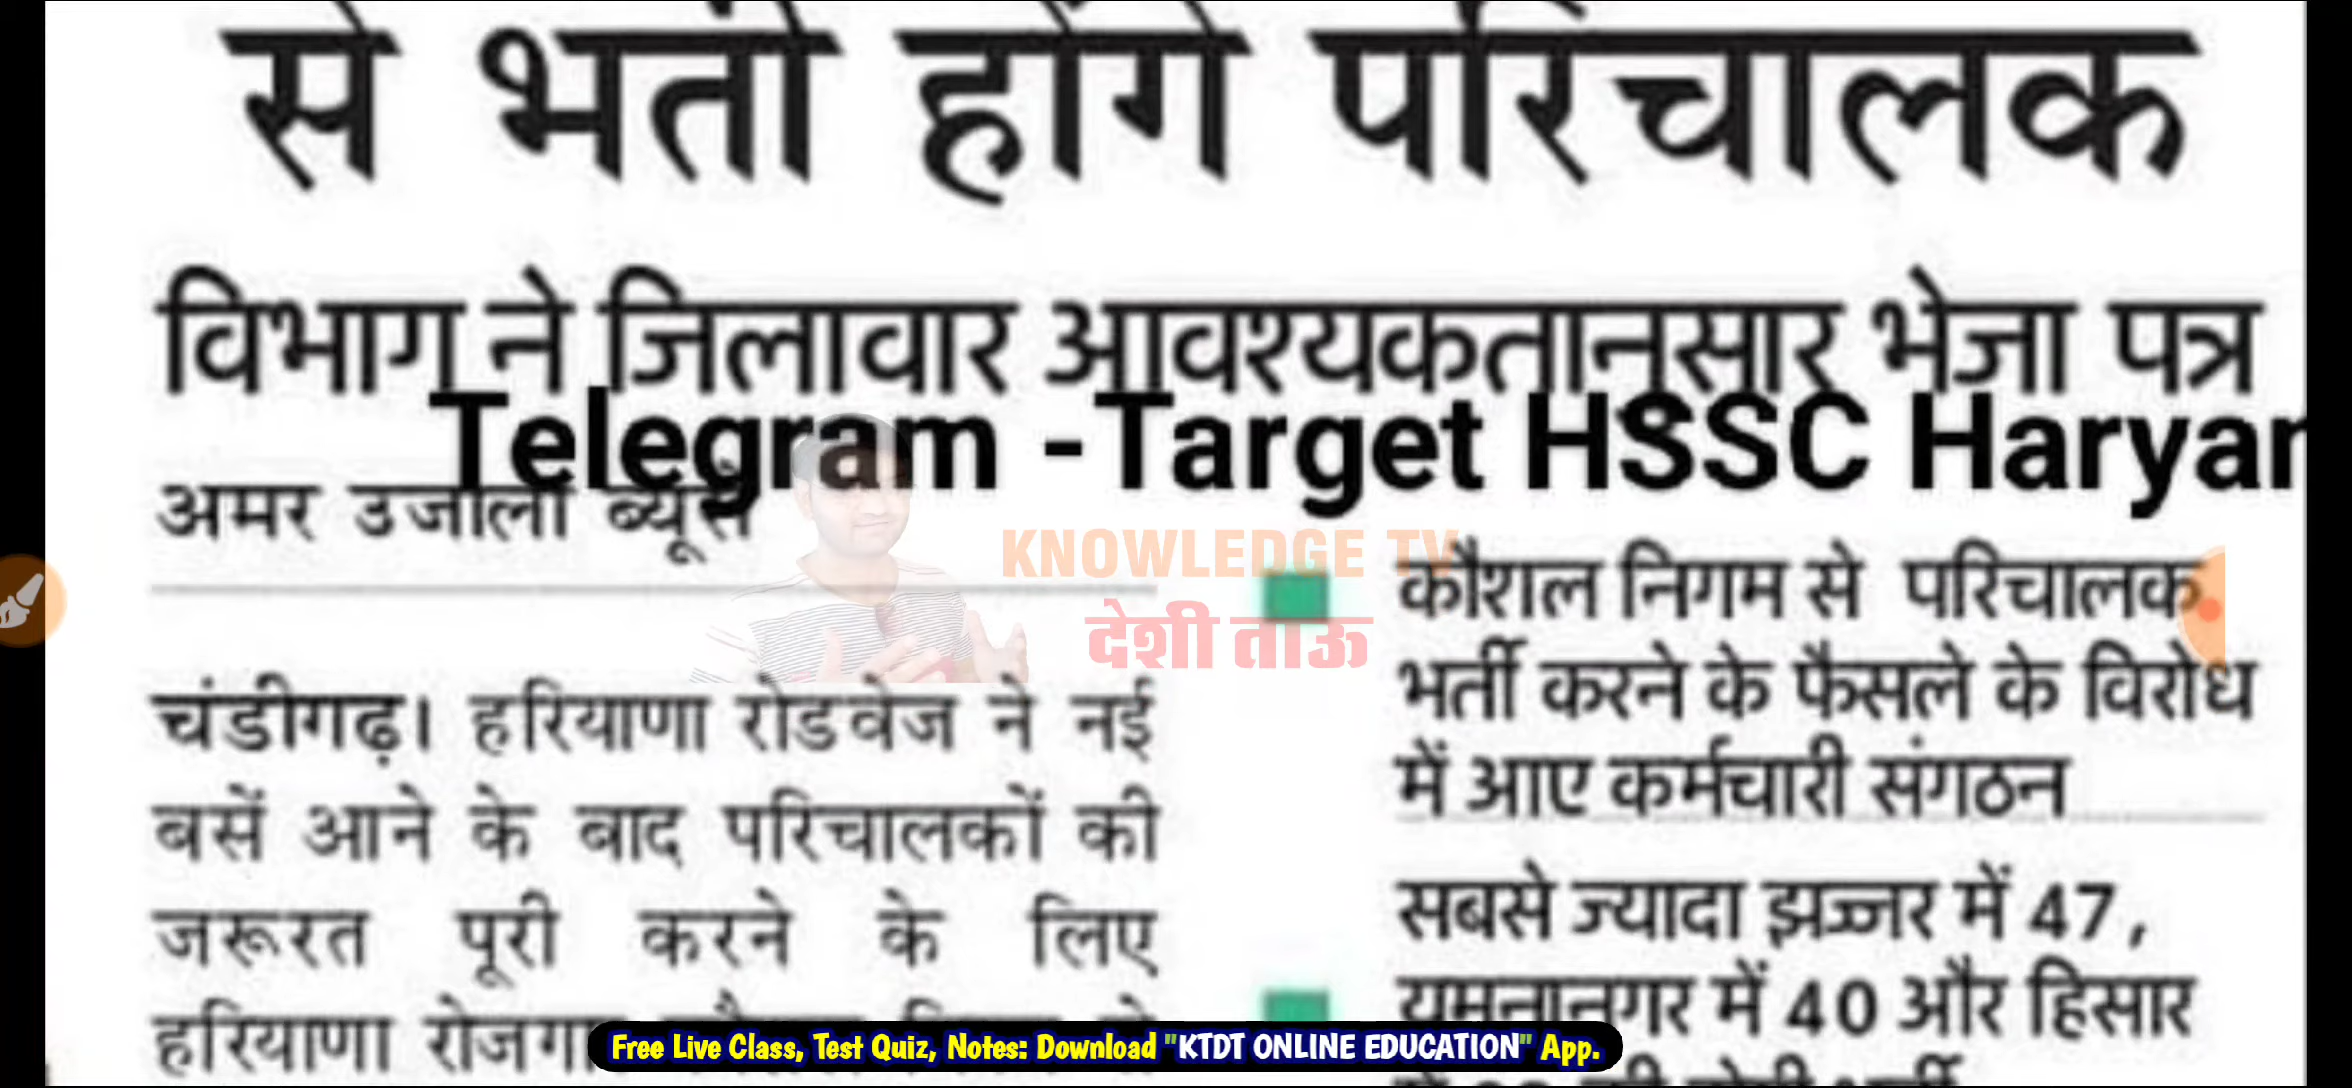 से भर्ती होंगे परिचालक
विभाग ने जिलावार आवश्यकतानुसार भेजा पत्र
Telegram -Target HSSC Haryan
अमर उजाला ब्यूरो
KNOWLEDGE TV
देशी ताऊ
चंडीगढ़। हरियाणा रोडवेज ने नई
बसें आने के बाद परिचालकों की
जरूरत पूरी करने के लिए
हरियाणा
कौशल निगम से परिचालक
भर्ती करने के फैसले के विरोध
में आए कर्मचारी संगठन
सबसे ज्यादा झज्जर में 47,
यमुनानगर में 40 और हिसार
Free Live Class, Test Quiz, Notes: Download "KTDT ONLINE EDUCATION" App.